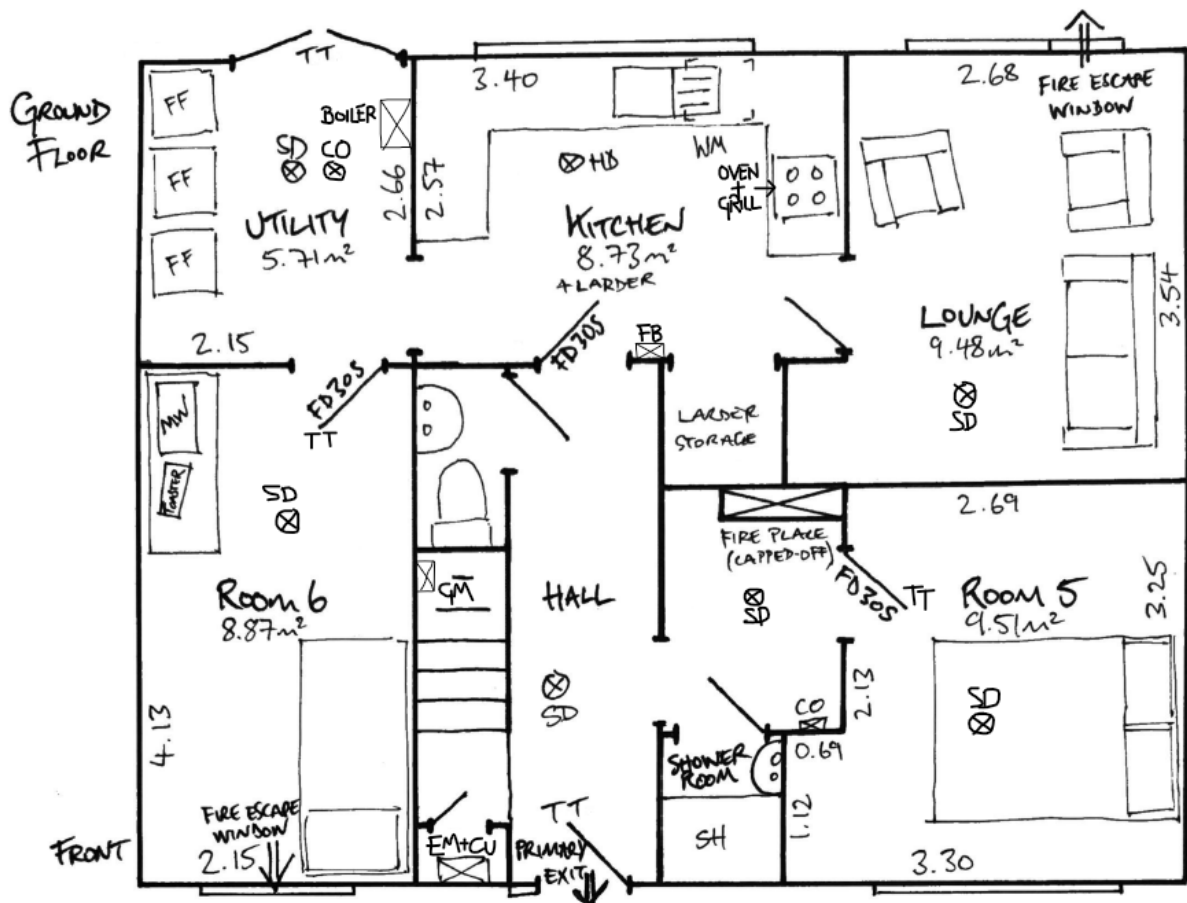 GROUND
FLOOR
TT
3.40
2.68
FIRE ESCAPE
WINDOW
FF
FF
FF
BOILER
SD
CO
2.66
2.57
HD
WM
OVEN
+
GRILL
UTILITY
5.71m²
KITCHEN
8.73m²
+ LARDER
LOUNGE
9.48m²
3.54
SD
2.15
FD30S
TT
FD30S
FB
LARDER
STORAGE
MW
TOASTER
SD
ROOM 6
8.87m²
4.13
GM
HALL
SD
FIRE PLACE
(CAPPED-OFF)
SD
FD30S
TT
2.69
ROOM 5
9.51m²
3.25
SD
CO
0.69
2.13
SHOWER
ROOM
1.12
SH
3.30
FIRE ESCAPE
WINDOW
2.15
EM+CU
TT
PRIMARY
EXIT
FRONT